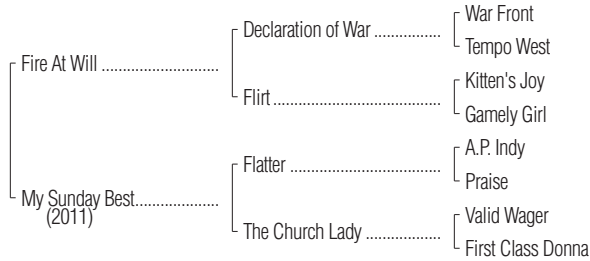 War Front
Declaration of War ................
Tempo West
Fire At Will ............................
Kitten's Joy
Flirt ........................................
Gamely Girl
A.P. Indy
Flatter ....................................
Praise
My Sunday Best....................
(2011)
Valid Wager
The Church Lady ..................
First Class Donna